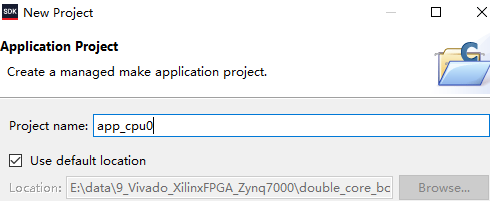 SDK New Project
Application Project
Create a managed make application project.
C
Project name: app_cpu0
Use default location
Location: E:\data\9_Vivado_XilinxFPGA_Zynq7000\double_core_bc Browse...